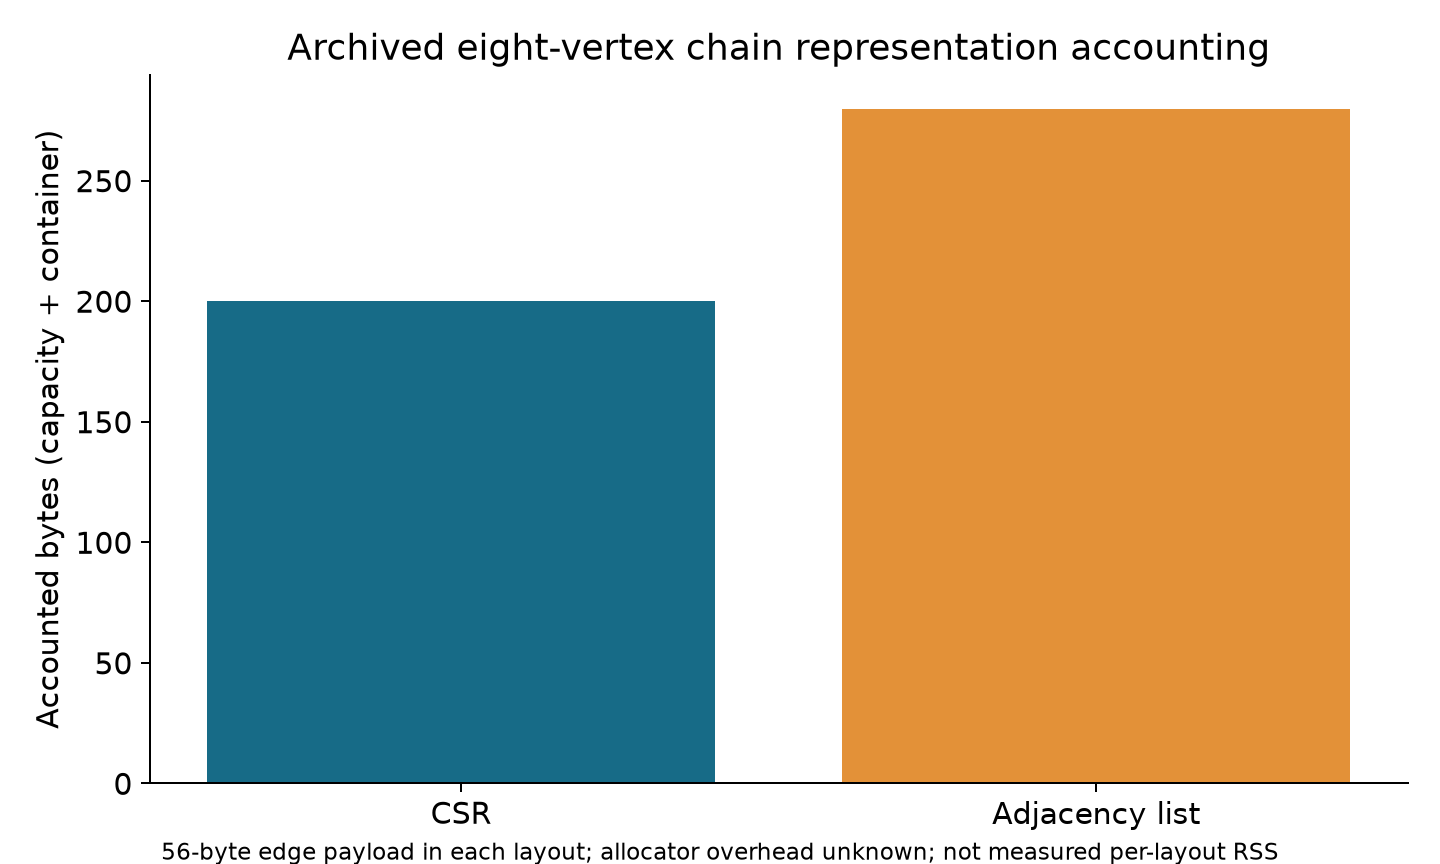 Archived eight-vertex chain representation accounting
Accounted bytes (capacity + container)
250
200
150
100
50
0
CSR
Adjacency list
56-byte edge payload in each layout; allocator overhead unknown; not measured per-layout RSS